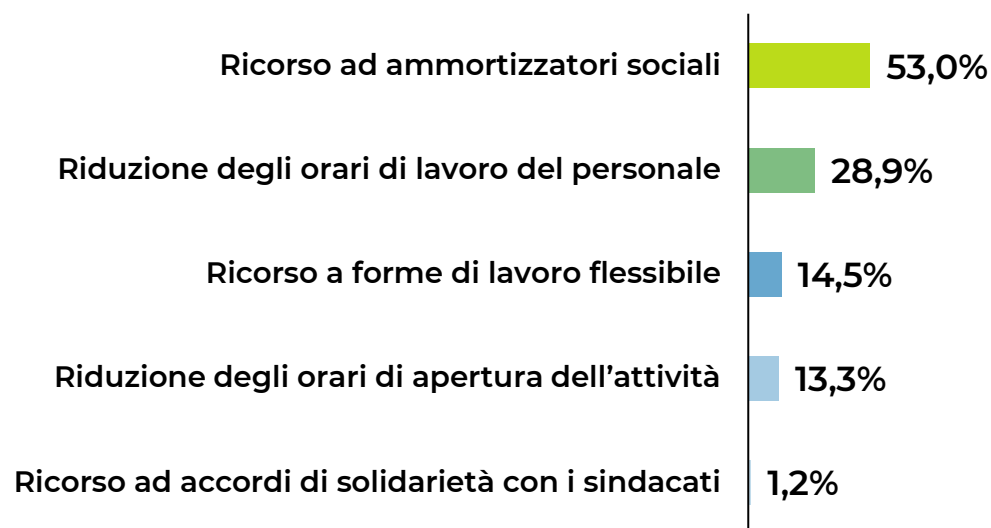 Ricorso ad ammortizzatori sociali 53,0%
Riduzione degli orari di lavoro del personale 28,9%
Ricorso a forme di lavoro flessibile 14,5%
Riduzione degli orari di apertura dell’attività 13,3%
Ricorso ad accordi di solidarietà con i sindacati 1,2%